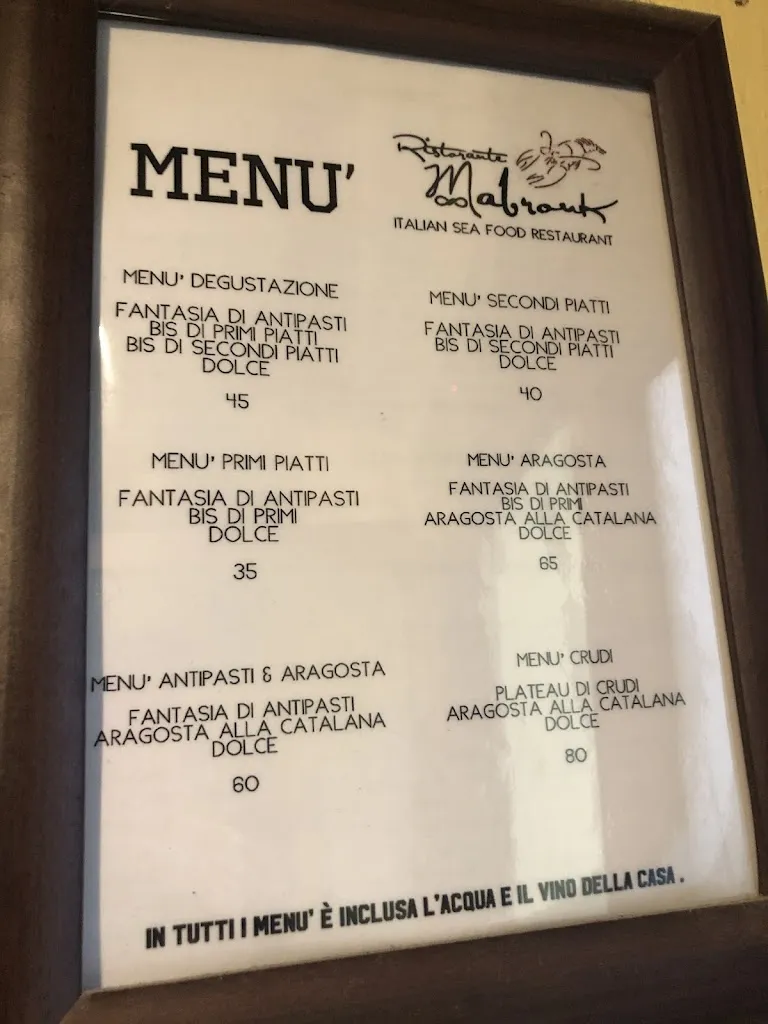 MENU'
Ristorante
Mabrouk
ITALIAN SEA FOOD RESTAURANT
MENU' DEGUSTAZIONE
FANTASIA DI ANTIPASTI
BIS DI PRIMI PIATTI
BIS DI SECONDI PIATTI
DOLCE
45
MENU' SECONDI PIATTI
FANTASIA DI ANTIPASTI
BIS DI SECONDI PIATTI
DOLCE
40
MENU' PRIMI PIATTI
FANTASIA DI ANTIPASTI
BIS DI PRIMI
DOLCE
35
MENU' ARAGOSTA
FANTASIA DI ANTIPASTI
BIS DI PRIMI
ARAGOSTA ALLA CATALANA
DOLCE
65
MENU' ANTIPASTI & ARAGOSTA
FANTASIA DI ANTIPASTI
ARAGOSTA ALLA CATALANA
DOLCE
60
MENU' CRUDI
PLATEAU DI CRUDI
ARAGOSTA ALLA CATALANA
DOLCE
80
IN TUTTI I MENU' È INCLUSA L'ACQUA E IL VINO DELLA CASA .